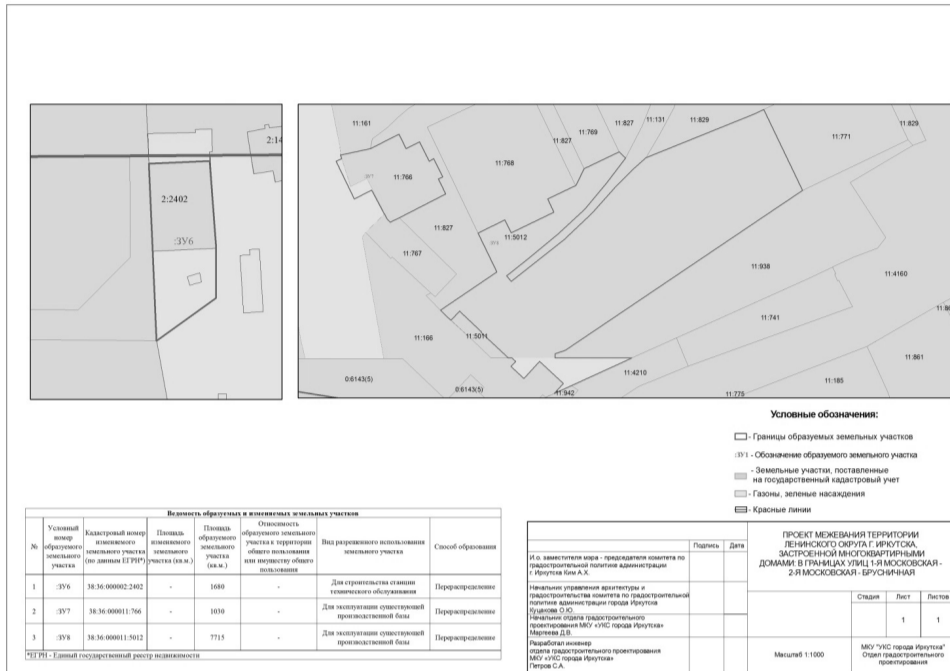 2:14
2:2402
:ЗУ6
11:161
11:766
11:768
11:827
11:769
11:827
11:131
11:829
11:771
11:829
11:827
11:767
11:5012
11:938
11:4160
11:741
11:166
11:5011
11:4210
11:861
11:185
0:6143(5)
0:6143(5)
11:942
11:775
Условные обозначения:
- Границы образуемых земельных участков
:ЗУ1 - Обозначение образуемого земельного участка
- Земельные участки, поставленные
на государственный кадастровый учет
- Газоны, зеленые насаждения
- Красные линии
Ведомость образуемых и изменяемых земельных участков
№ Условный номер образуемого земельного участка Кадастровый номер изменяемого земельного участка (по данным ЕГРН*) Площадь изменяемого земельного участка (кв.м.) Площадь образуемого земельного участка (кв.м.) Относимость образуемого земельного участка к территории общего пользования или имуществу общего пользования Вид разрешенного использования земельного участка Способ образования
1 :ЗУ6 38:36:000002:2402 - 1680 - Для строительства станции технического обслуживания Перераспределение
2 :ЗУ7 38:36:000011:766 - 1030 - Для эксплуатации существующей производственной базы Перераспределение
3 :ЗУ8 38:36:000011:5012 - 7715 - Для эксплуатации существующей производственной базы Перераспределение
*ЕГРН - Единый государственный реестр недвижимости
Подпись Дата
И.о. заместителя мэра - председателя комитета по
градостроительной политике администрации
г. Иркутска Ким А.Х.
Начальник управления архитектуры и
градостроительства комитета по градостроительной
политике администрации города Иркутска
Куцакова О.Ю.
Начальник отдела градостроительного
проектирования МКУ «УКС города Иркутска»
Маргеева Д.В.
Разработал инженер
отдела градостроительного проектирования
МКУ «УКС города Иркутска»
Петров С.А.
ПРОЕКТ МЕЖЕВАНИЯ ТЕРРИТОРИИ
ЛЕНИНСКОГО ОКРУГА Г. ИРКУТСКА,
ЗАСТРОЕННОЙ МНОГОКВАРТИРНЫМИ
ДОМАМИ: В ГРАНИЦАХ УЛИЦ 1-Я МОСКОВСКАЯ -
2-Я МОСКОВСКАЯ - БРУСНИЧНАЯ
Стадия Лист Листов
1 1
Масштаб 1:1000
МКУ "УКС города Иркутска"
Отдел градостроительного
проектирования